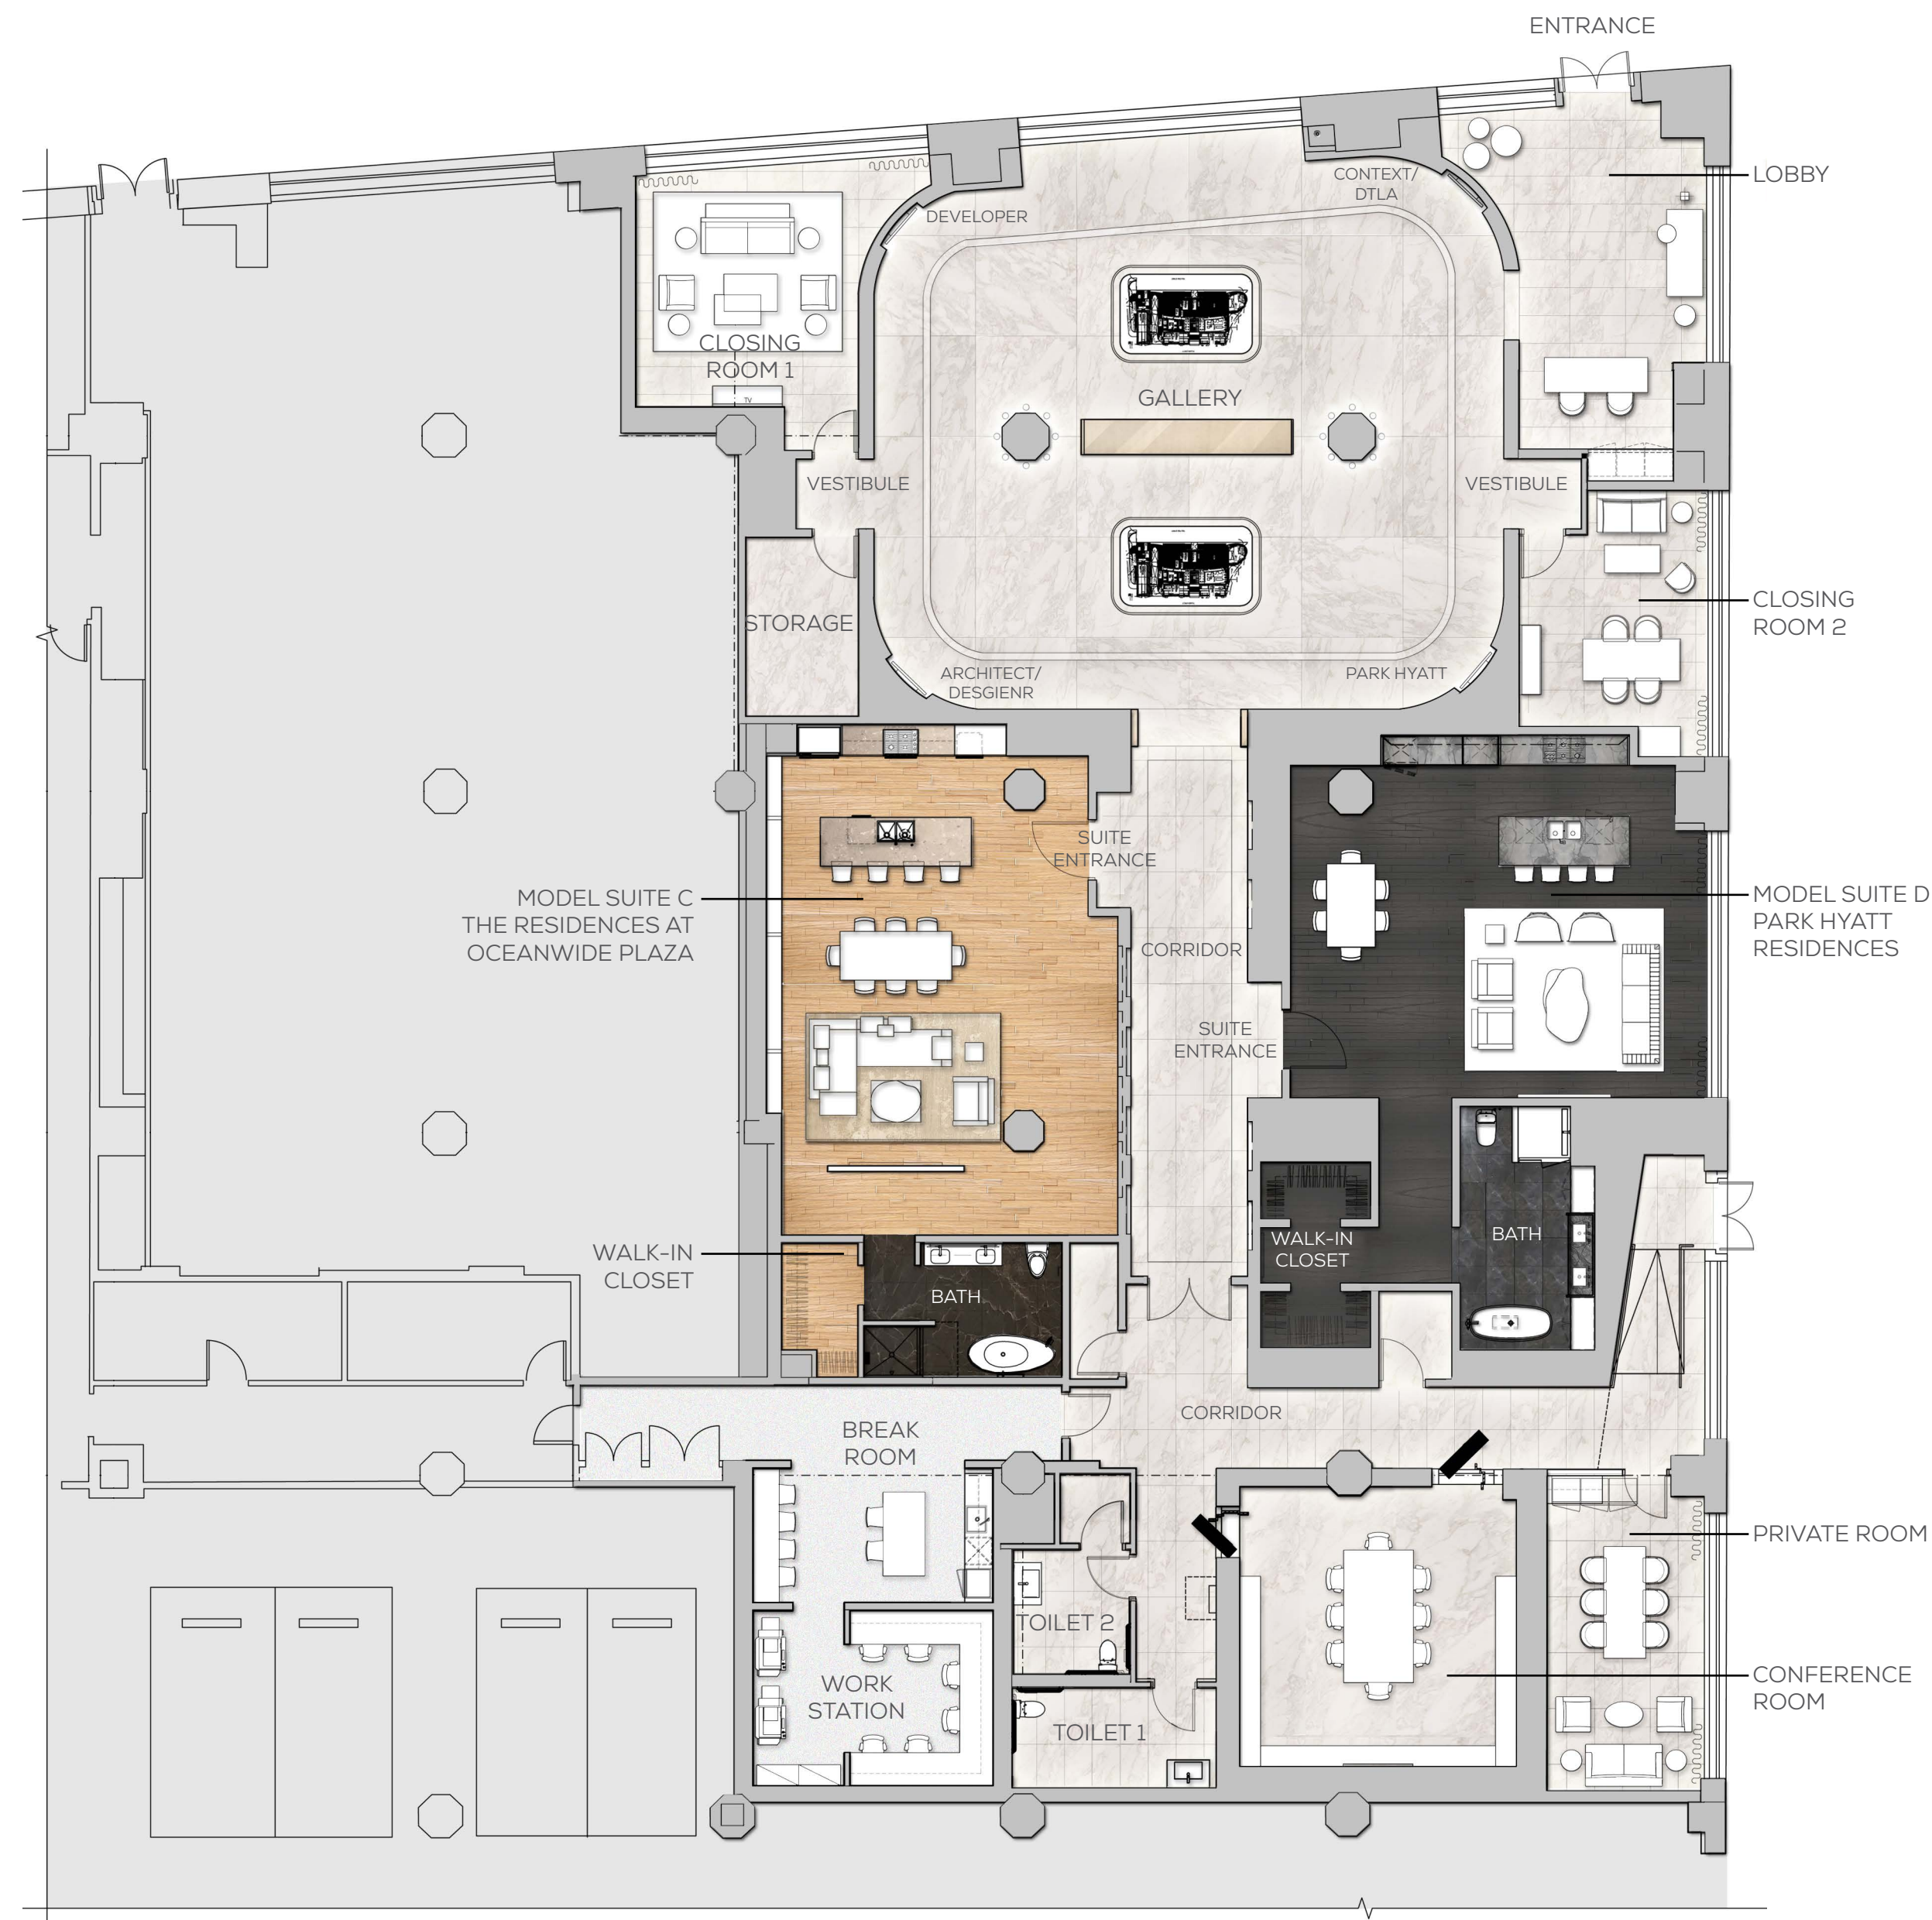 ENTRANCE
LOBBY
CONTEXT/
DTLA
DEVELOPER
CLOSING
ROOM 1
TV
GALLERY
VESTIBULE
VESTIBULE
CLOSING
ROOM 2
STORAGE
ARCHITECT/
DESGIENR
PARK HYATT
SUITE
ENTRANCE
MODEL SUITE C
THE RESIDENCES AT
OCEANWIDE PLAZA
MODEL SUITE D
PARK HYATT
RESIDENCES
CORRIDOR
SUITE
ENTRANCE
WALK-IN
CLOSET
BATH
WALK-IN
CLOSET
BATH
CORRIDOR
BREAK
ROOM
PRIVATE ROOM
TOILET 2
WORK
STATION
CONFERENCE
ROOM
TOILET 1